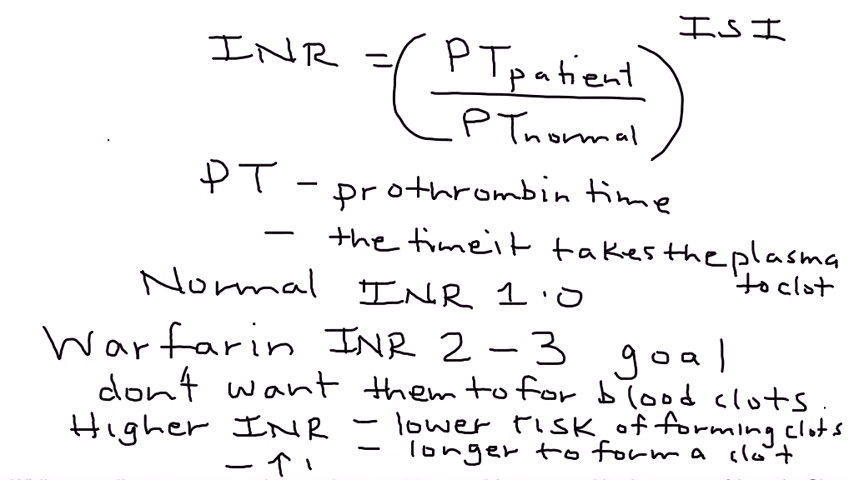 INR = (PTpatient / PTnormal)^ISI
PT - prothrombin time
- the time it takes the plasma to clot
Normal INR 1.0
Warfarin INR 2-3 goal
don't want them to for blood clots.
Higher INR - lower risk of forming clots
- longer to form a clot
- ↑